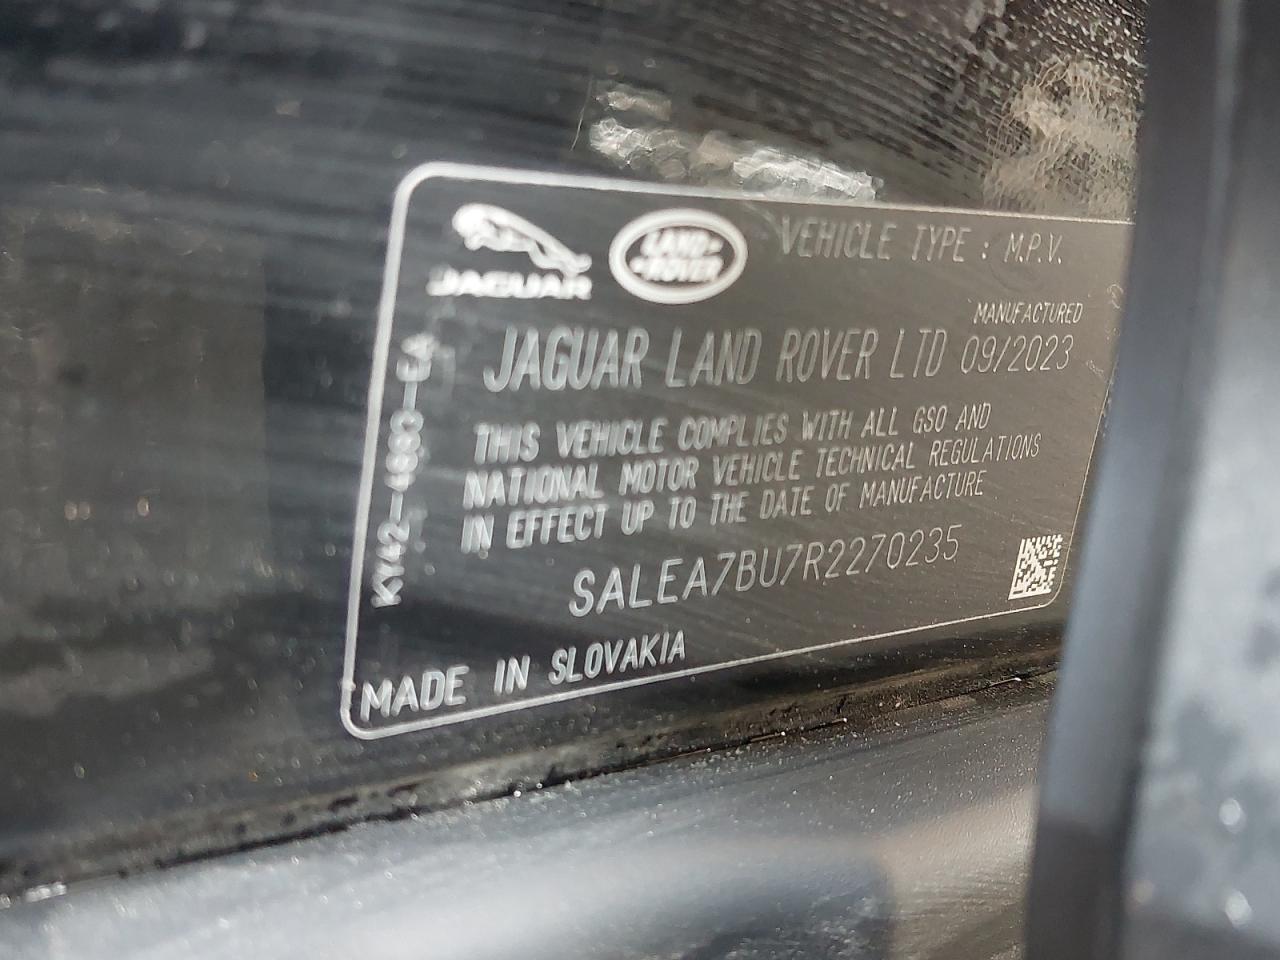 JAGUAR
LAND-
-ROVER
VEHICLE TYPE : M.P.V.
MANUFACTURED
JAGUAR LAND ROVER LTD 09/2023
THIS VEHICLE COMPLIES WITH ALL GSO AND
NATIONAL MOTOR VEHICLE TECHNICAL REGULATIONS
IN EFFECT UP TO THE DATE OF MANUFACTURE
SALEA7BU7R2270235
MADE IN SLOVAKIA